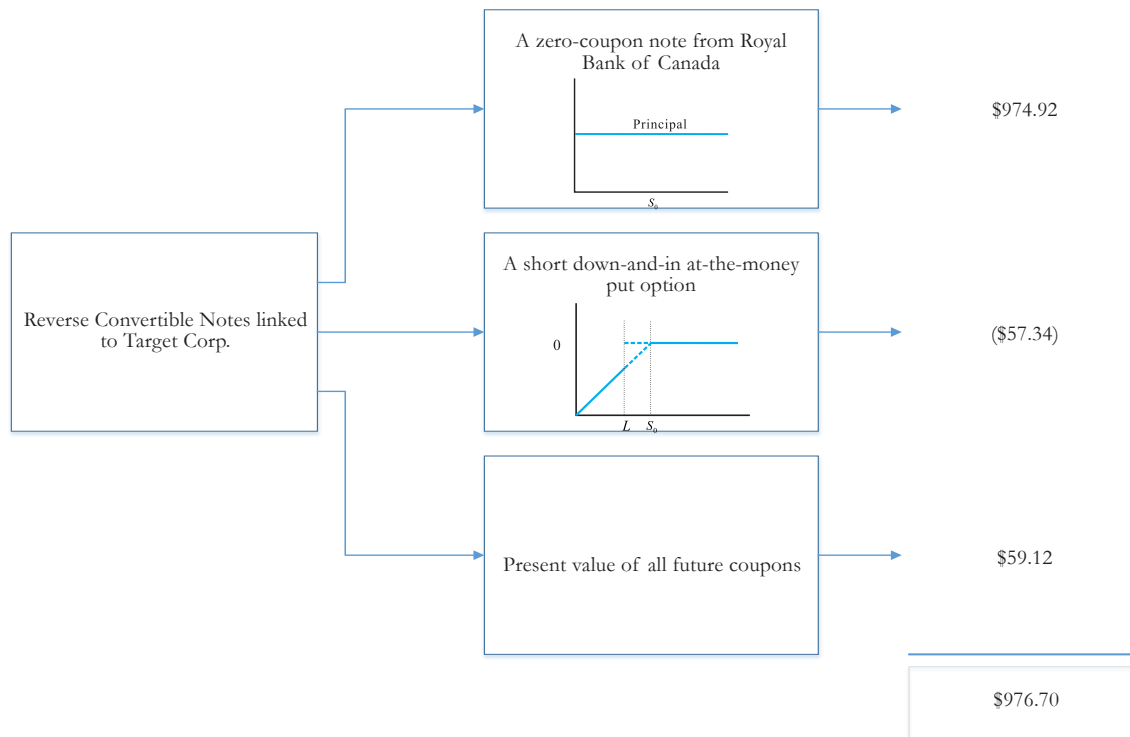 A zero-coupon note from Royal
Bank of Canada
Principal
S₀
$974.92
Reverse Convertible Notes linked
to Target Corp.
A short down-and-in at-the-money
put option
0
L S₀
($57.34)
Present value of all future coupons
$59.12
$976.70